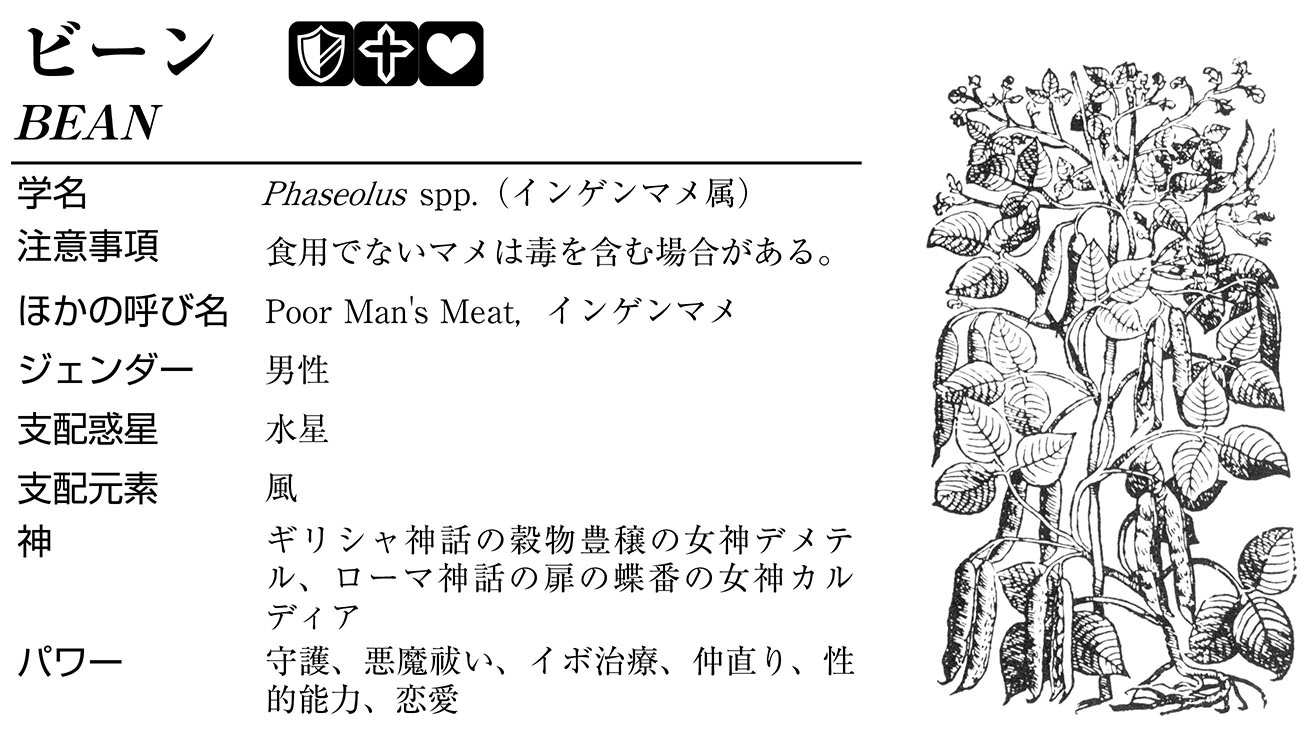 ビーン
BEAN
学名 Phaseolus spp.（インゲンマメ属）
注意事項 食用でないマメは毒を含む場合がある。
ほかの呼び名 Poor Man's Meat, インゲンマメ
ジェンダー 男性
支配惑星 水星
支配元素 風
神 ギリシャ神話の穀物豊穣の女神デメテ
ル、ローマ神話の扉の蝶番の女神カル
ディア
パワー 守護、悪魔祓い、イボ治療、仲直り、性
的能力、恋愛